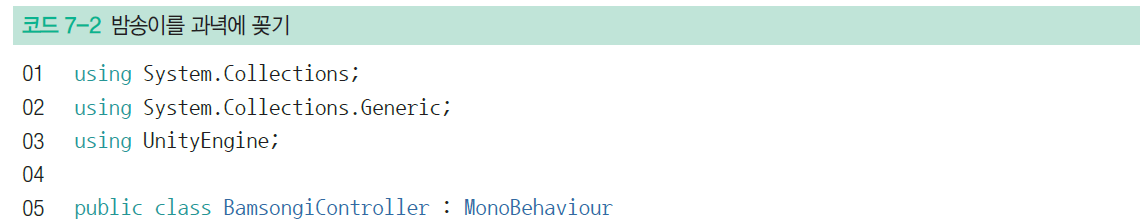 코드 7-2 밤송이를 과녁에 꽂기
01 using System.Collections;
02 using System.Collections.Generic;
03 using UnityEngine;
04
05 public class BamsongiController : MonoBehaviour